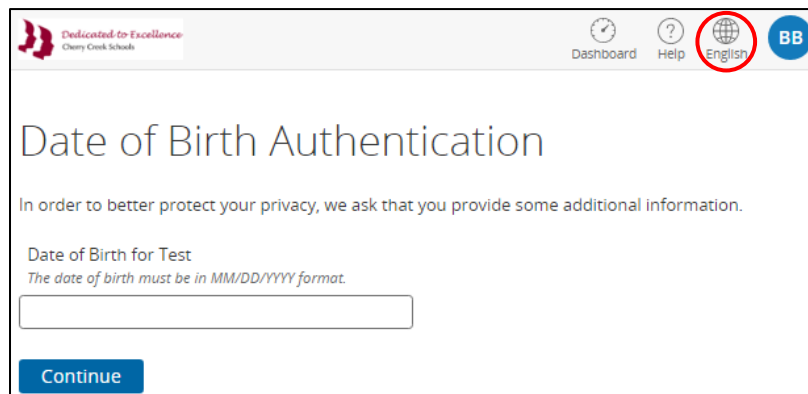 Dedicated to Excellence
Cherry Creek Schools
Dashboard
Help
English
BB
Date of Birth Authentication
In order to better protect your privacy, we ask that you provide some additional information.
Date of Birth for Test
The date of birth must be in MM/DD/YYYY format.
Continue